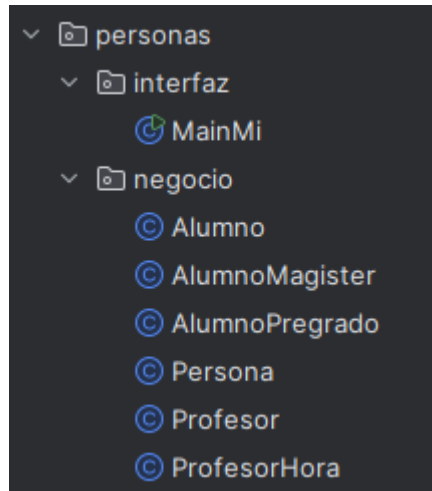 personas
interfaz
MainMi
negocio
Alumno
AlumnoMagister
AlumnoPregrado
Persona
Profesor
ProfesorHora